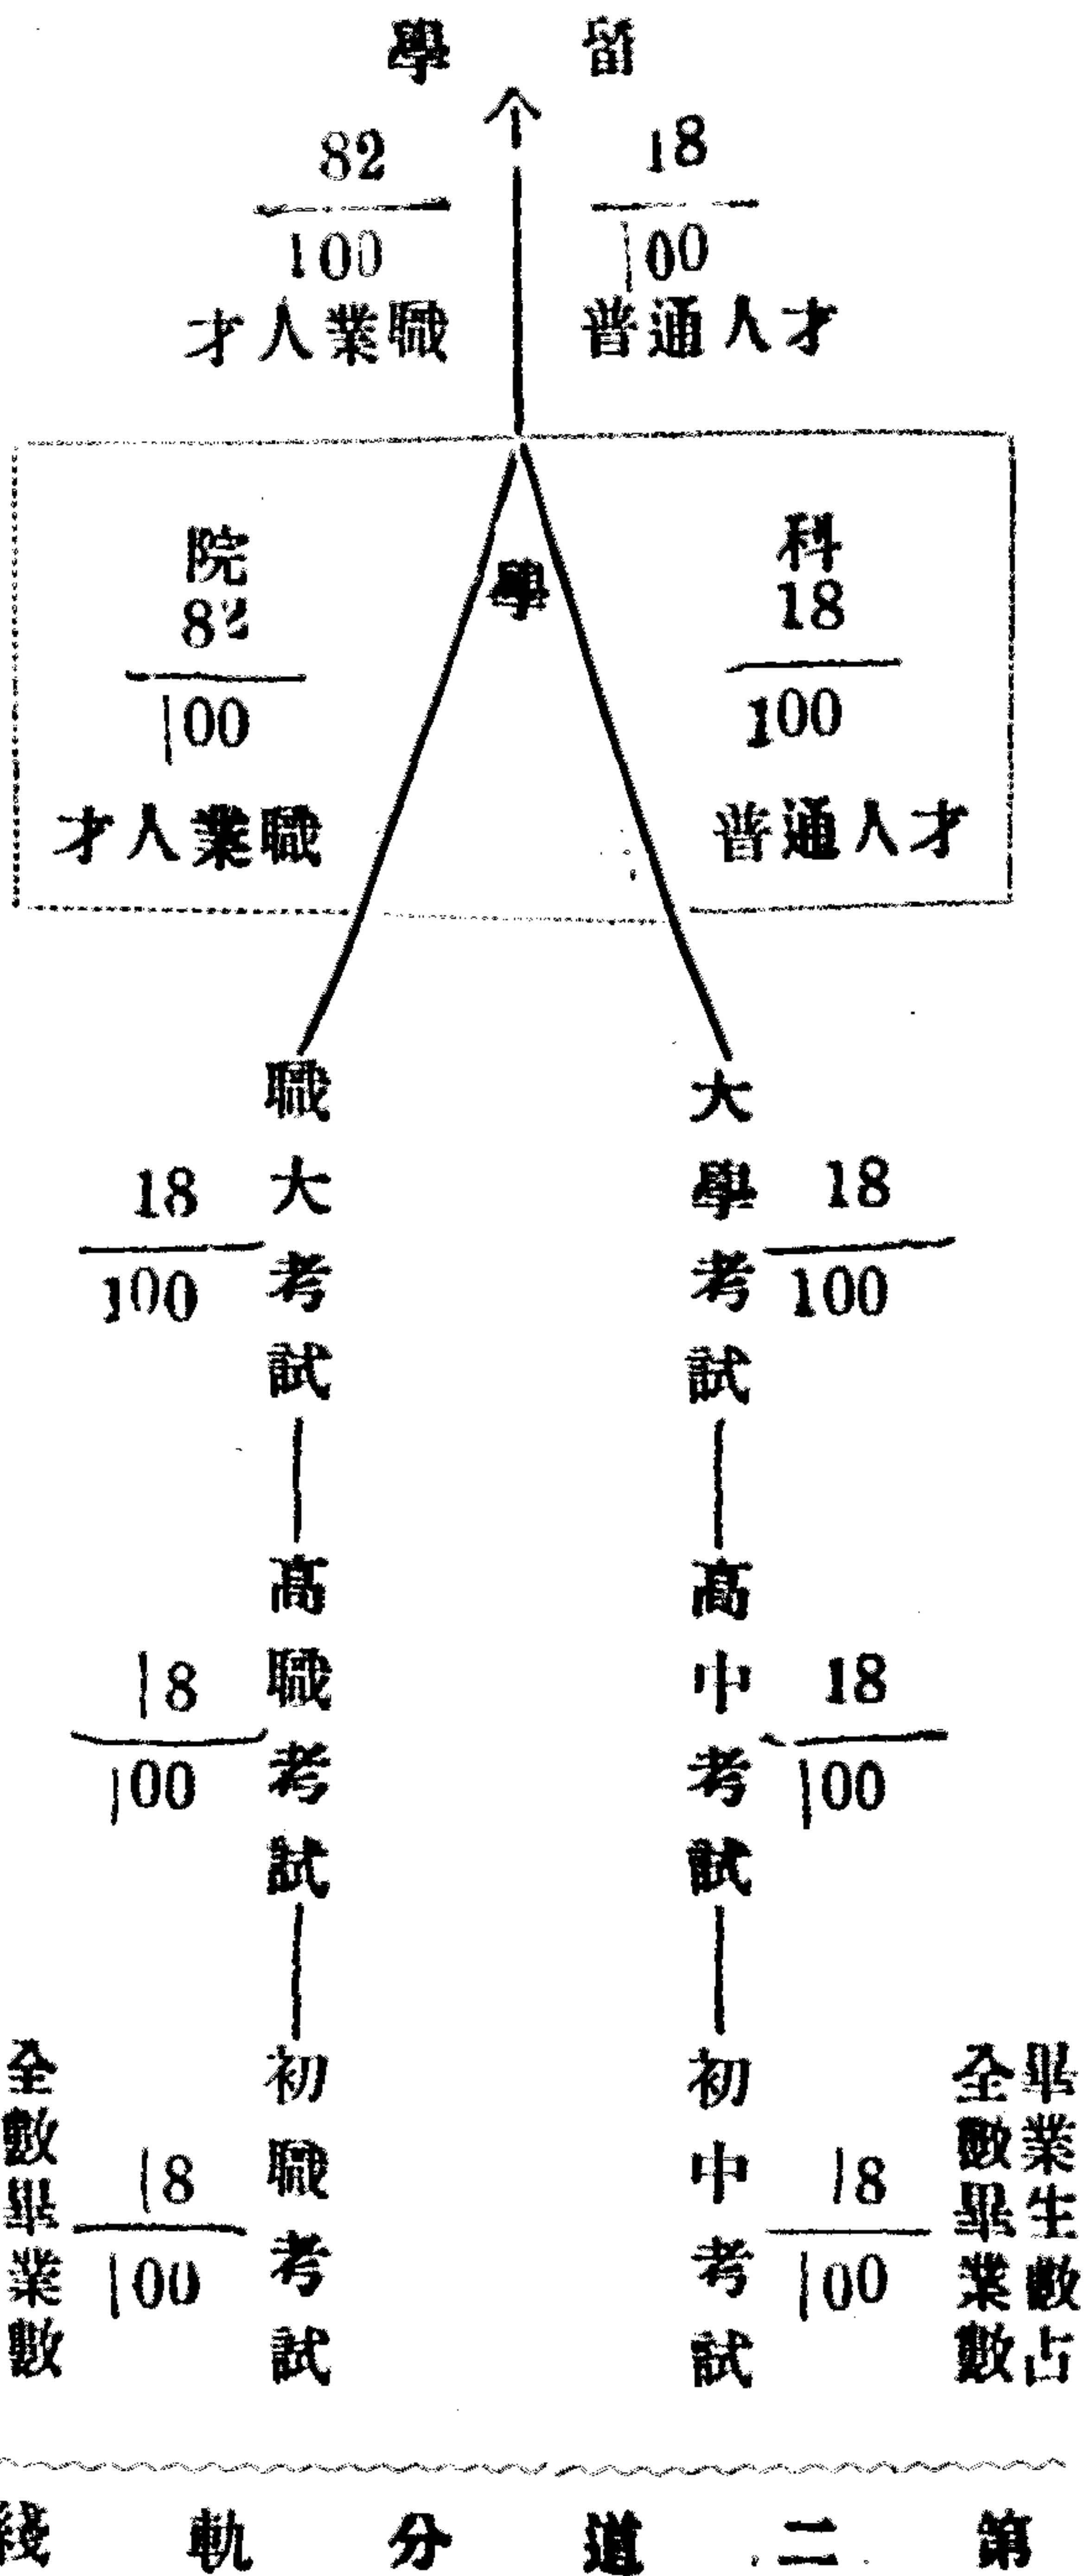 留學
82
100
職業人才
18
100
普通人才
科學院
82
100
職業人才
18
100
普通人才
職大考試
18
100
大學考試
18
100
高職考試
18
100
高中考試
18
100
全數畢業數
18
100
初職考試
初中考試
18
100
畢業生數占
全數畢業數
第二道分軌綫